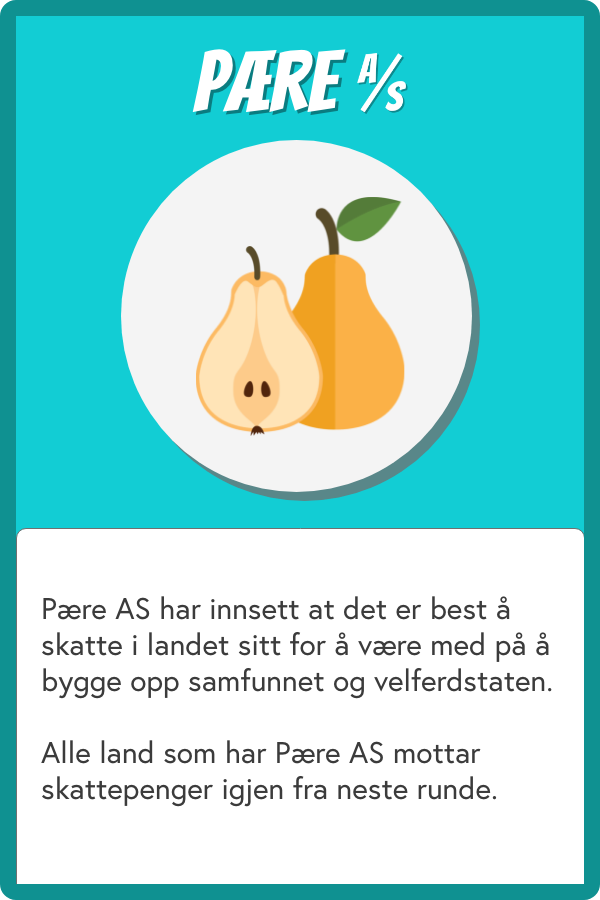 PÆRE A/S
Pære AS har innsett at det er best å
skatte i landet sitt for å være med på å
bygge opp samfunnet og velferdstaten.
Alle land som har Pære AS mottar
skattepenger igjen fra neste runde.